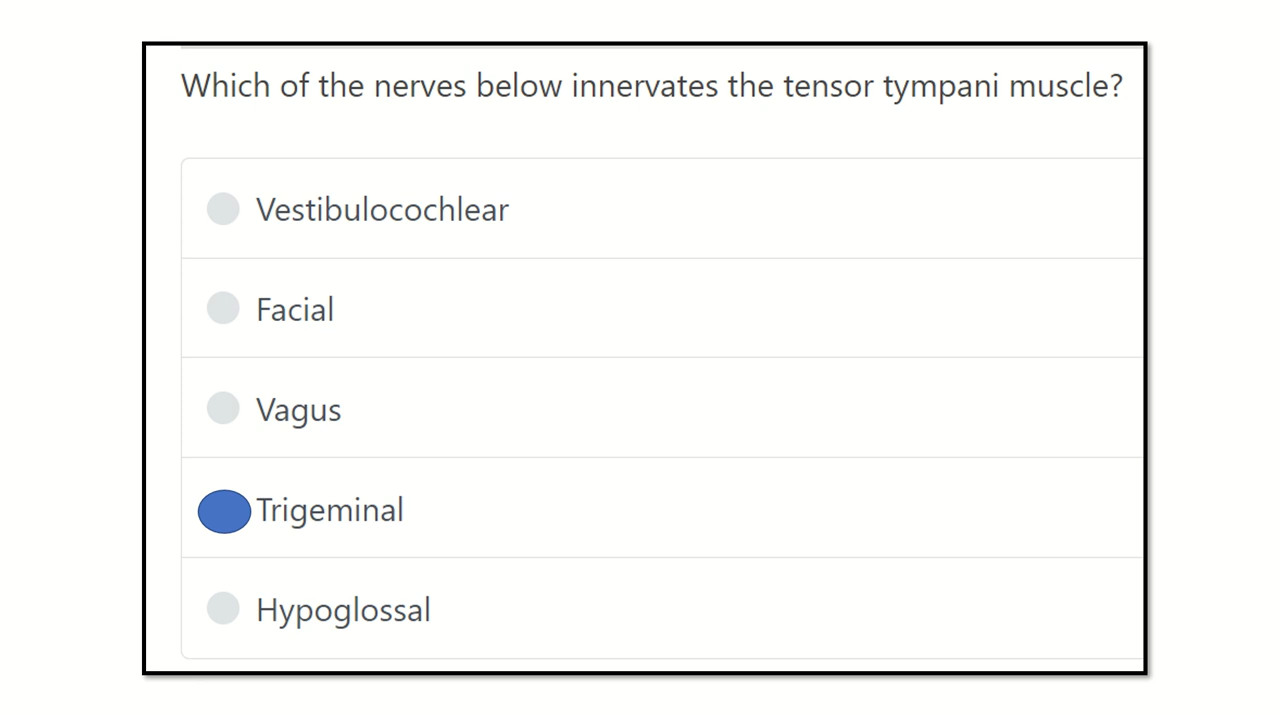 Which of the nerves below innervates the tensor tympani muscle?
Vestibulocochlear
Facial
Vagus
Trigeminal
Hypoglossal